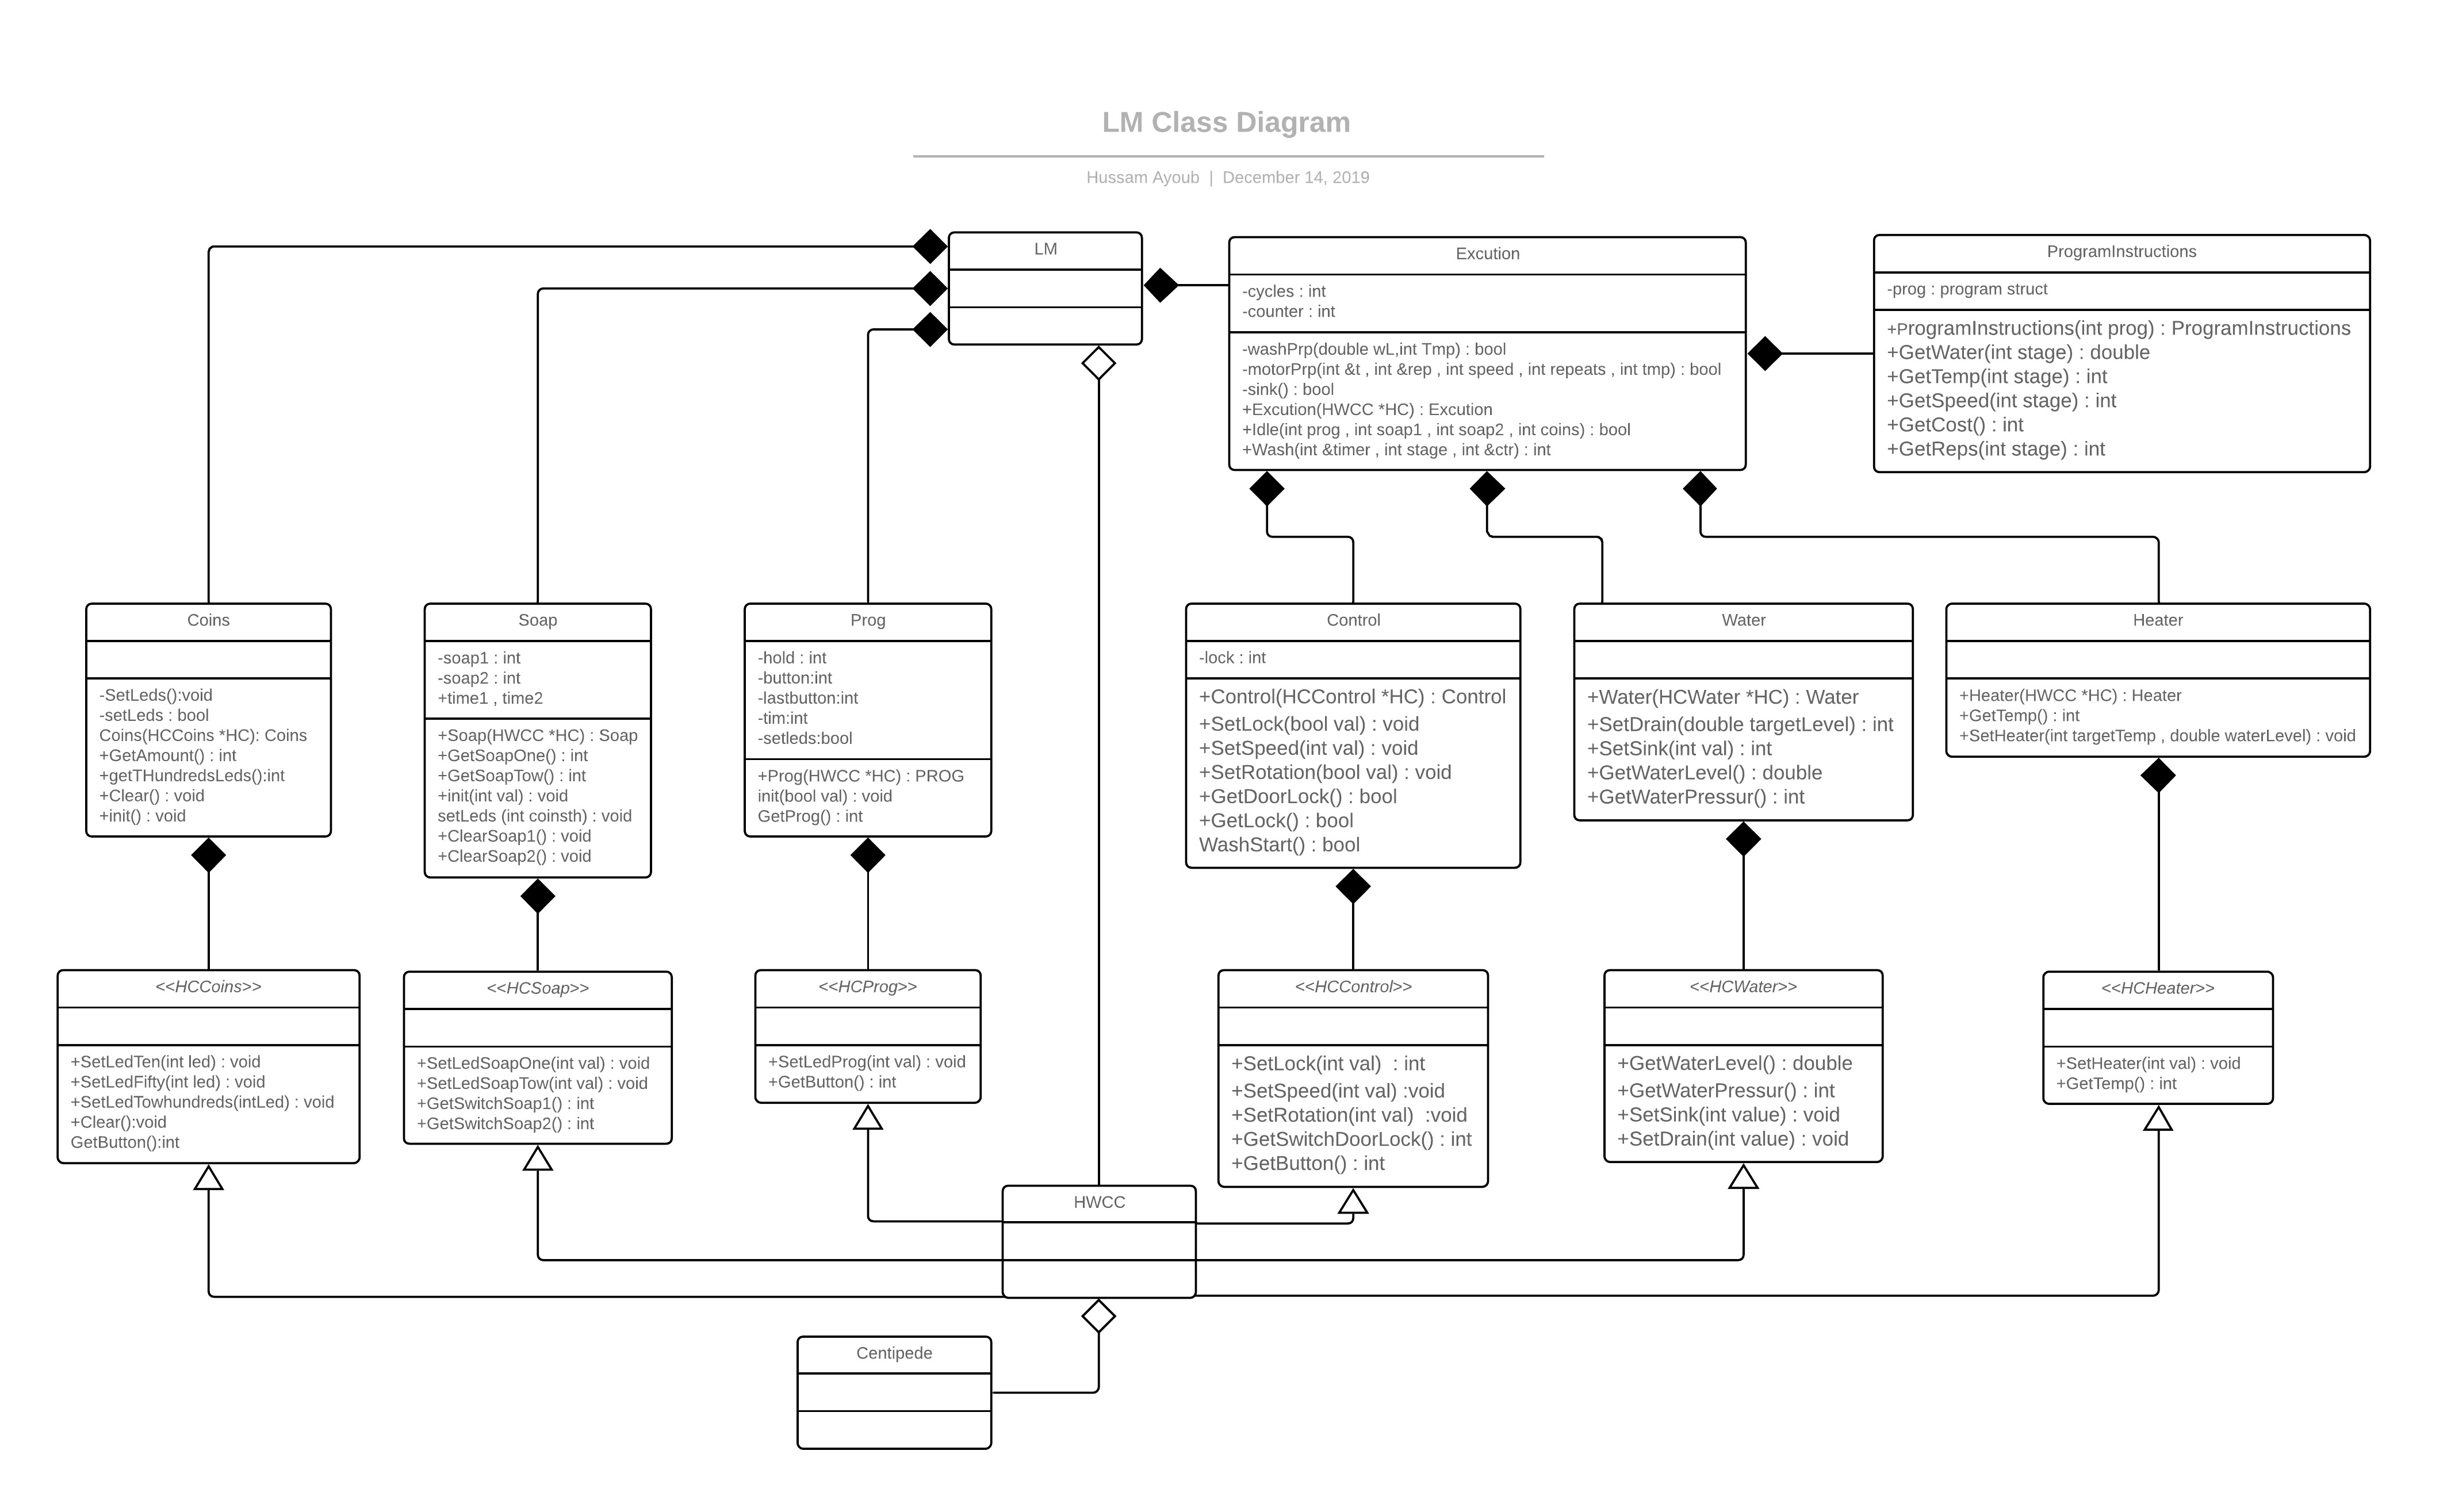 LM Class Diagram
Hussam Ayoub | December 14, 2019
LM
Excution
-cycles : int
-counter : int
-washPrp(double wL,int Tmp) : bool
-motorPrp(int &t , int &rep , int speed , int repeats , int tmp) : bool
-sink() : bool
+Excution(HWCC *HC) : Excution
+Idle(int prog , int soap1 , int soap2 , int coins) : bool
+Wash(int &timer , int stage , int &ctr) : int
ProgramInstructions
-prog : program struct
+ProgramInstructions(int prog) : ProgramInstructions
+GetWater(int stage) : double
+GetTemp(int stage) : int
+GetSpeed(int stage) : int
+GetCost() : int
+GetReps(int stage) : int
Coins
-SetLeds():void
-setLeds : bool
Coins(HCCoins *HC): Coins
+GetAmount() : int
+getTHundredsLeds():int
+Clear() : void
+init() : void
Soap
-soap1 : int
-soap2 : int
+time1 , time2
+Soap(HWCC *HC) : Soap
+GetSoapOne() : int
+GetSoapTow() : int
+init(int val) : void
setLeds (int coinsth) : void
+ClearSoap1() : void
+ClearSoap2() : void
Prog
-hold : int
-button:int
-lastbutton:int
-tim:int
-setleds:bool
+Prog(HWCC *HC) : PROG
init(bool val) : void
GetProg() : int
Control
-lock : int
+Control(HCControl *HC) : Control
+SetLock(bool val) : void
+SetSpeed(int val) : void
+SetRotation(bool val) : void
+GetDoorLock() : bool
+GetLock() : bool
WashStart() : bool
Water
+Water(HCWater *HC) : Water
+SetDrain(double targetLevel) : int
+SetSink(int val) : int
+GetWaterLevel() : double
+GetWaterPressur() : int
Heater
+Heater(HWCC *HC) : Heater
+GetTemp() : int
+SetHeater(int targetTemp , double waterLevel) : void
<<HCCoins>>
+SetLedTen(int led) : void
+SetLedFifty(int led) : void
+SetLedTowhundreds(intLed) : void
+Clear():void
GetButton():int
<<HCSoap>>
+SetLedSoapOne(int val) : void
+SetLedSoapTow(int val) : void
+GetSwitchSoap1() : int
+GetSwitchSoap2() : int
<<HCProg>>
+SetLedProg(int val) : void
+GetButton() : int
<<HCControl>>
+SetLock(int val)  : int
+SetSpeed(int val) :void
+SetRotation(int val)  :void
+GetSwitchDoorLock() : int
+GetButton() : int
<<HCWater>>
+GetWaterLevel() : double
+GetWaterPressur() : int
+SetSink(int value) : void
+SetDrain(int value) : void
<<HCHeater>>
+SetHeater(int val) : void
+GetTemp() : int
HWCC
Centipede